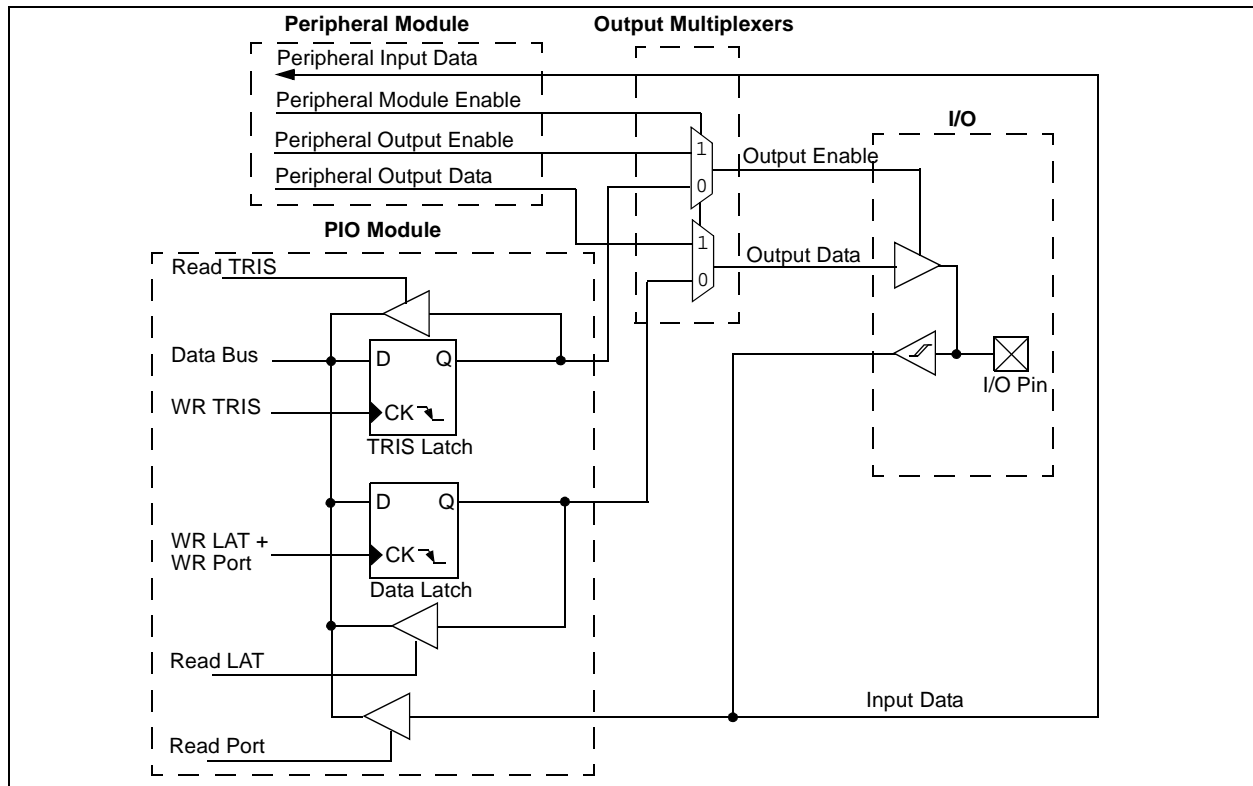 Peripheral Module
Output Multiplexers
Peripheral Input Data
Peripheral Module Enable
I/O
Peripheral Output Enable
1
Output Enable
Peripheral Output Data
0
PIO Module
1
Read TRIS
Output Data
0
Data Bus
D
Q
I/O Pin
WR TRIS
CK
TRIS Latch
D
Q
WR LAT +
WR Port
CK
Data Latch
Read LAT
Input Data
Read Port